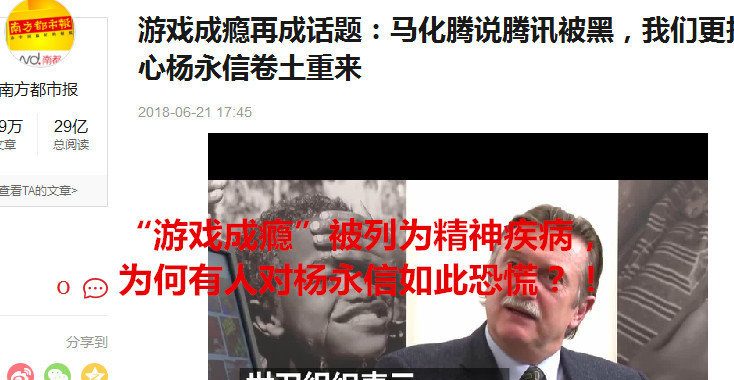 南方都市报
南都
南方都市报
9万
文章
29亿
总阅读
查看TA的文章>
0
分享到
游戏成瘾再成话题：马化腾说腾讯被黑，我们更担
心杨永信卷土重来
2018-06-21 17:45
“游戏成瘾”被列为精神疾病，
为何有人对杨永信如此恐慌？！